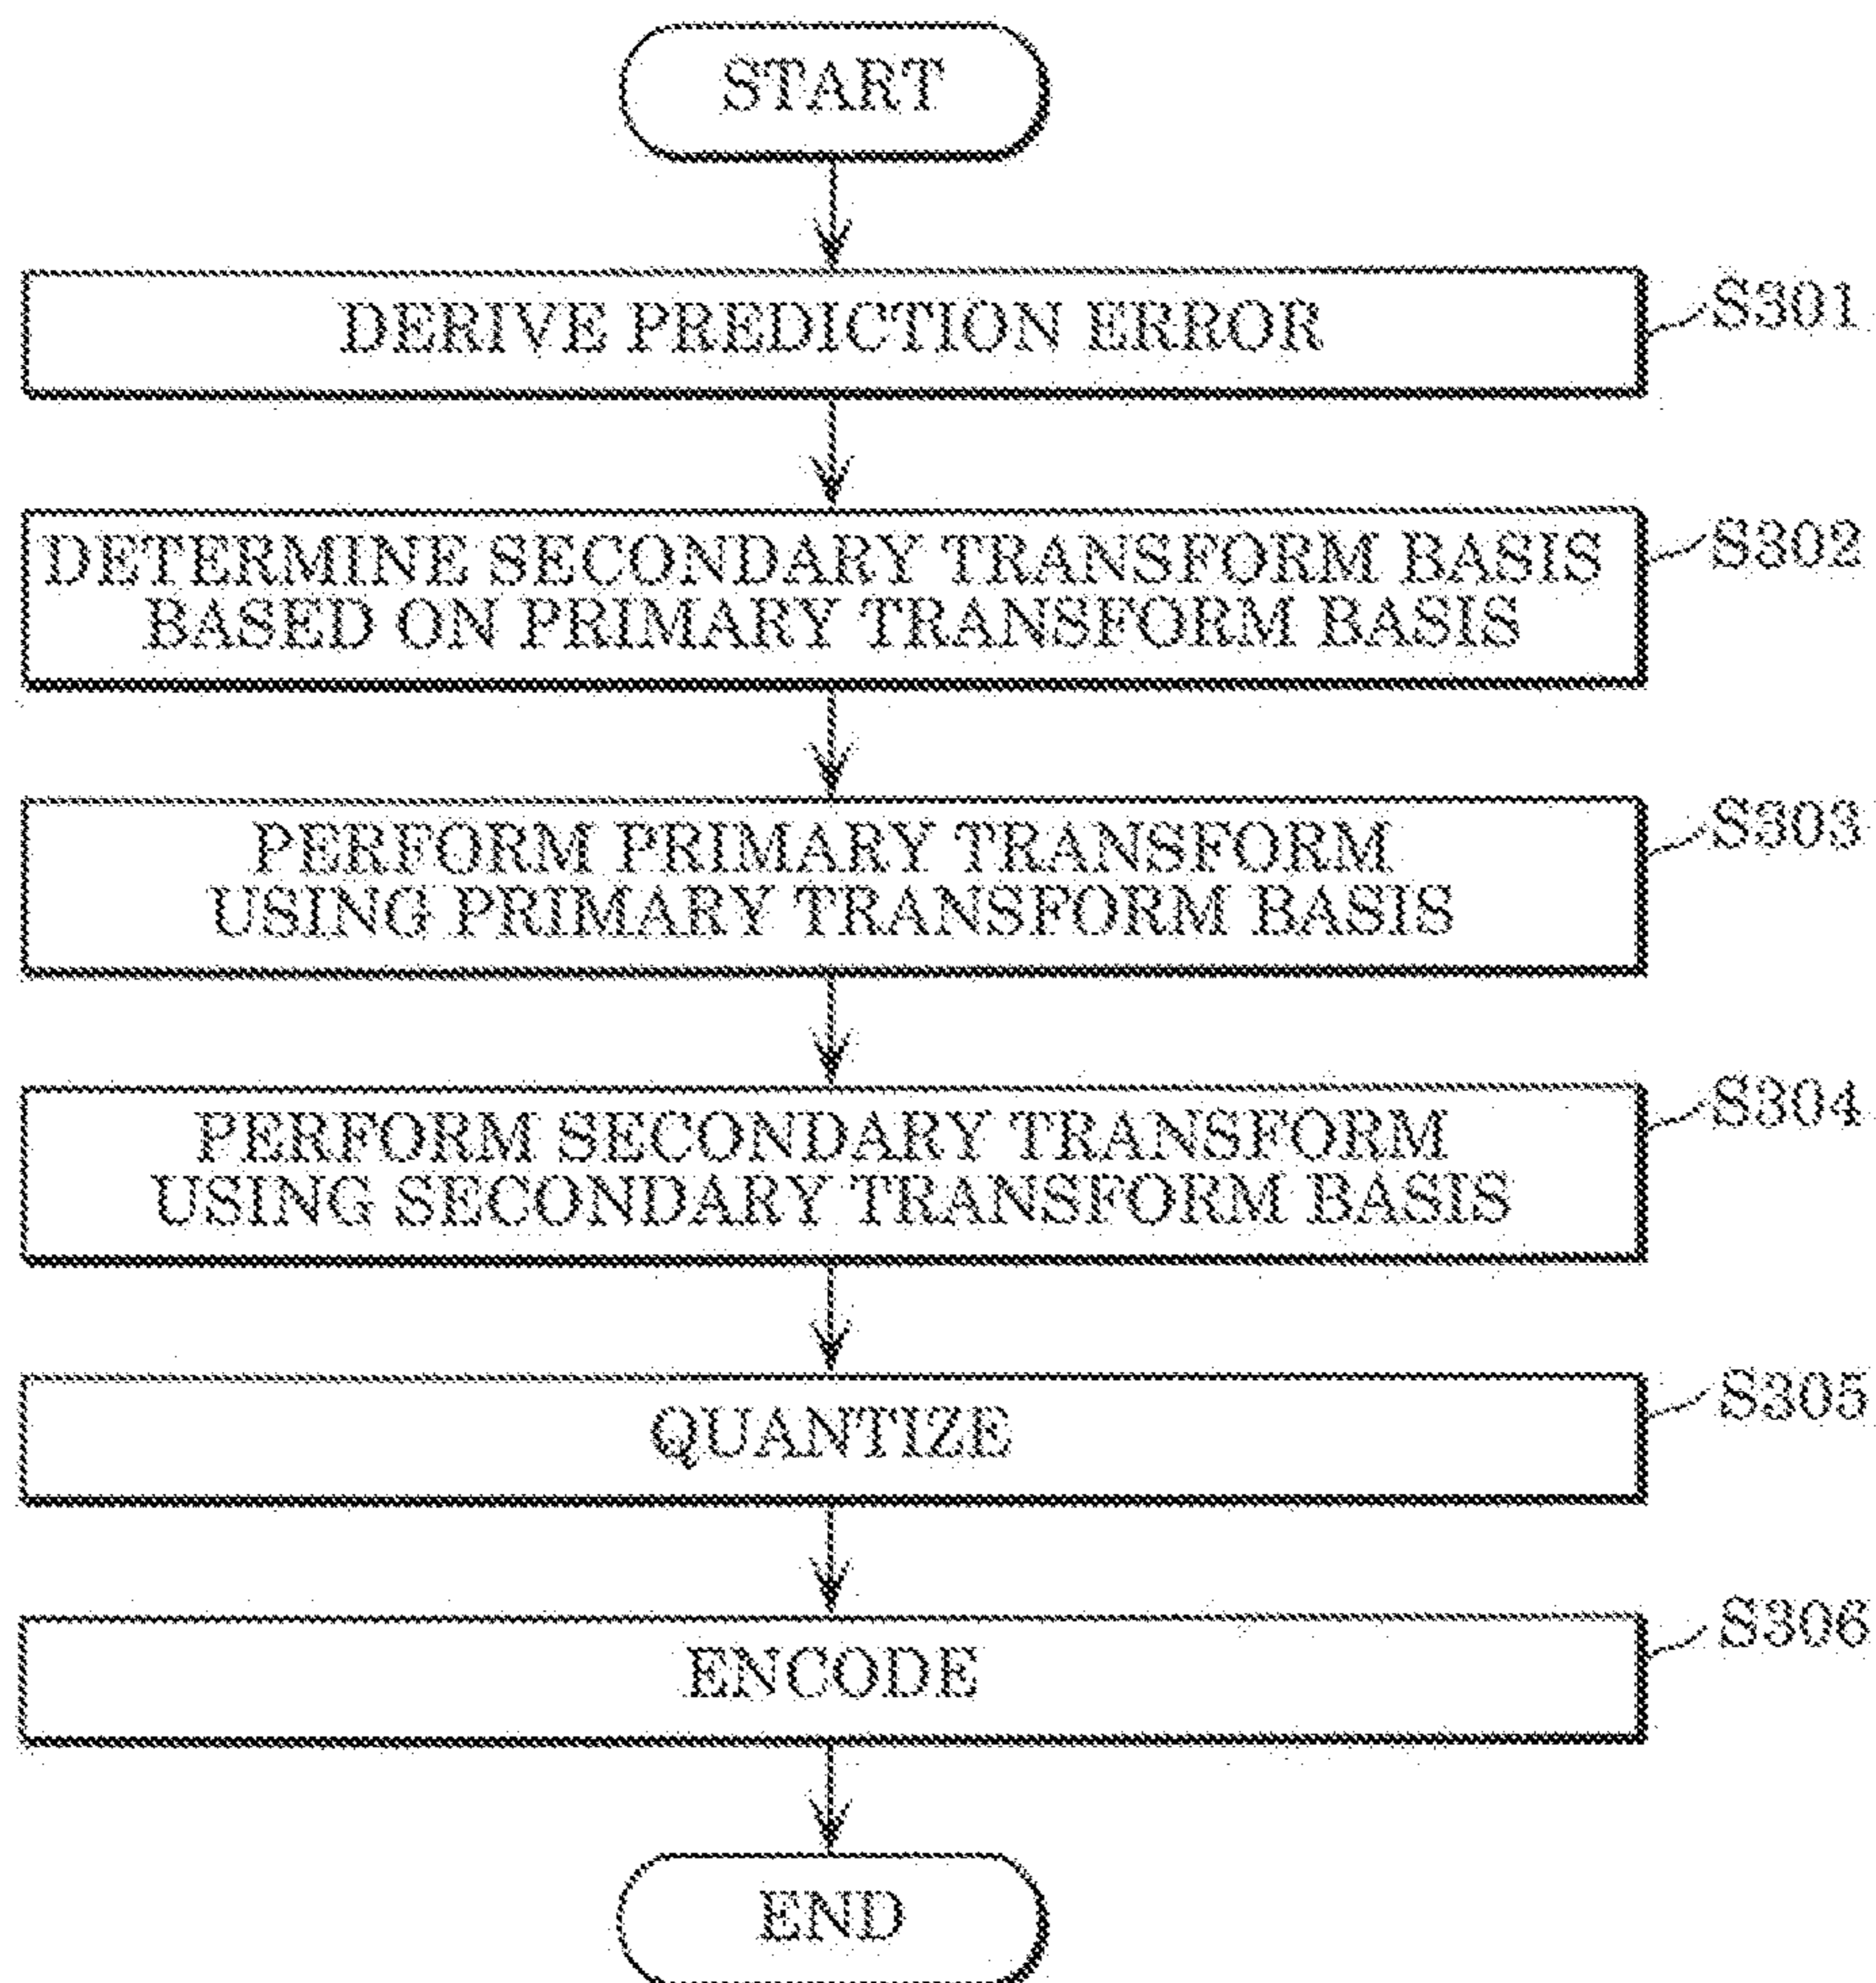 START
DERIVE PREDICTION ERROR
S301
DETERMINE SECONDARY TRANSFORM BASIS
BASED ON PRIMARY TRANSFORM BASIS
S302
PERFORM PRIMARY TRANSFORM
USING PRIMARY TRANSFORM BASIS
S303
PERFORM SECONDARY TRANSFORM
USING SECONDARY TRANSFORM BASIS
S304
QUANTIZE
S305
ENCODE
S306
END